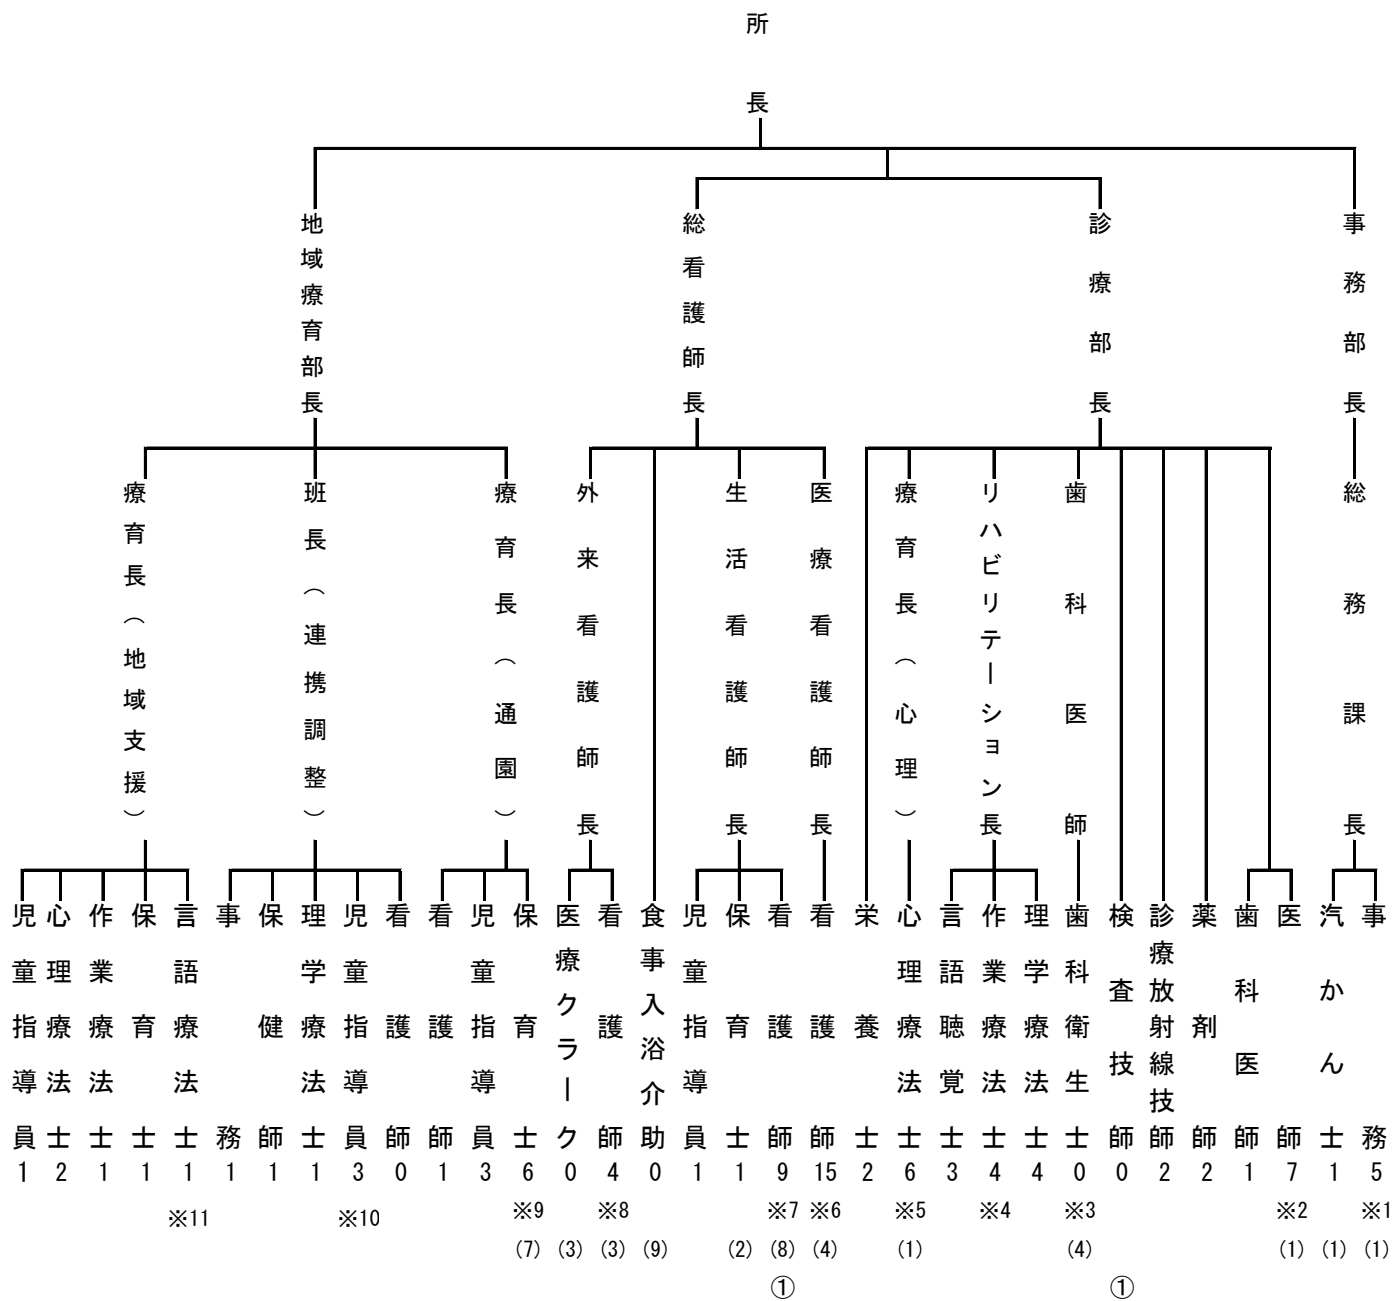 所長
地域療育部長
総看護師長
診療部長
事務部長
療育長（地域支援）
班長（連携調整）
療育長（通園）
外来看護師長
生活看護師長
医療看護師長
療育長（心理）
リハビリテーション長
歯科医師
総務課長
児童指導員
心理療法士
作業療法士
保育士
言語療法士
事務
保健師
理学療法士
児童指導員
看護師
看護師
児童指導員
保育士
医療クラーク
看護師
食事入浴介助
児童指導員
保育士
看護師
看護師
栄養士
心理療法士
言語聴覚士
作業療法士
理学療法士
歯科衛生士
検査技師
診療放射線技師
薬剤師
歯科医師
医師
汽かん士
事務
1 2 1 1 1 1 1 1 3 0 1 3 6 0 4 0 1 1 9 15 2 6 3 4 4 0 0 2 2 1 7 1 5
※11 ※10 ※9 ※8 ※7 ※6 ※5 ※4 ※3 ※2 ※1
(7) (3) (3) (9) (2) (8) (4) (1) (4) (1) (1) (1)
① ①